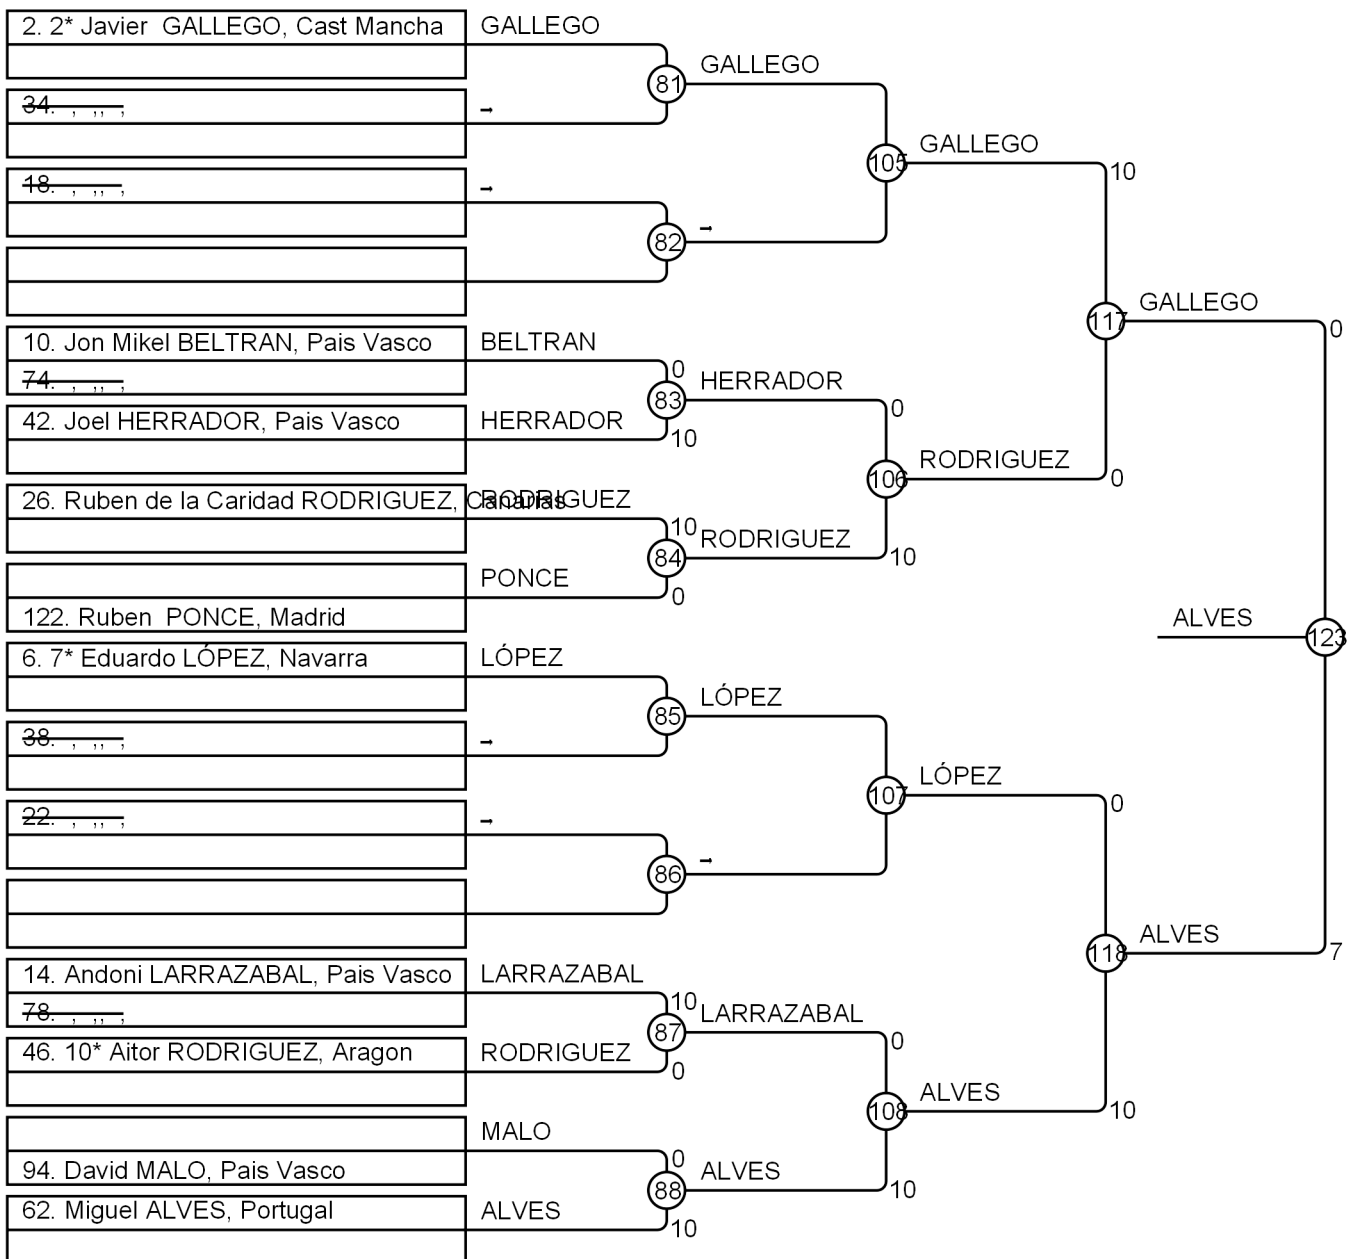 2. 2* Javier  GALLEGO, Cast Mancha
GALLEGO
GALLEGO
81
34.  ,  ,,  ,
GALLEGO
105
10
18.  ,  ,,  ,
82
GALLEGO
117
0
10. Jon Mikel BELTRAN, Pais Vasco
BELTRAN
0
74.  ,  ,,  ,
HERRADOR
83
0
42. Joel HERRADOR, Pais Vasco
HERRADOR
10
RODRIGUEZ
106
0
26. Ruben de la Caridad RODRIGUEZ, Canarias
RODRIGUEZ
10
RODRIGUEZ
84
10
PONCE
0
122. Ruben  PONCE, Madrid
ALVES
123
6. 7* Eduardo LÓPEZ, Navarra
LÓPEZ
LÓPEZ
85
38.  ,  ,,  ,
LÓPEZ
107
0
22.  ,  ,,  ,
86
ALVES
118
7
14. Andoni LARRAZABAL, Pais Vasco
LARRAZABAL
10
78.  ,  ,,  ,
LARRAZABAL
87
0
46. 10* Aitor RODRIGUEZ, Aragon
RODRIGUEZ
0
ALVES
108
10
MALO
0
94. David MALO, Pais Vasco
ALVES
88
10
62. Miguel ALVES, Portugal
ALVES
10